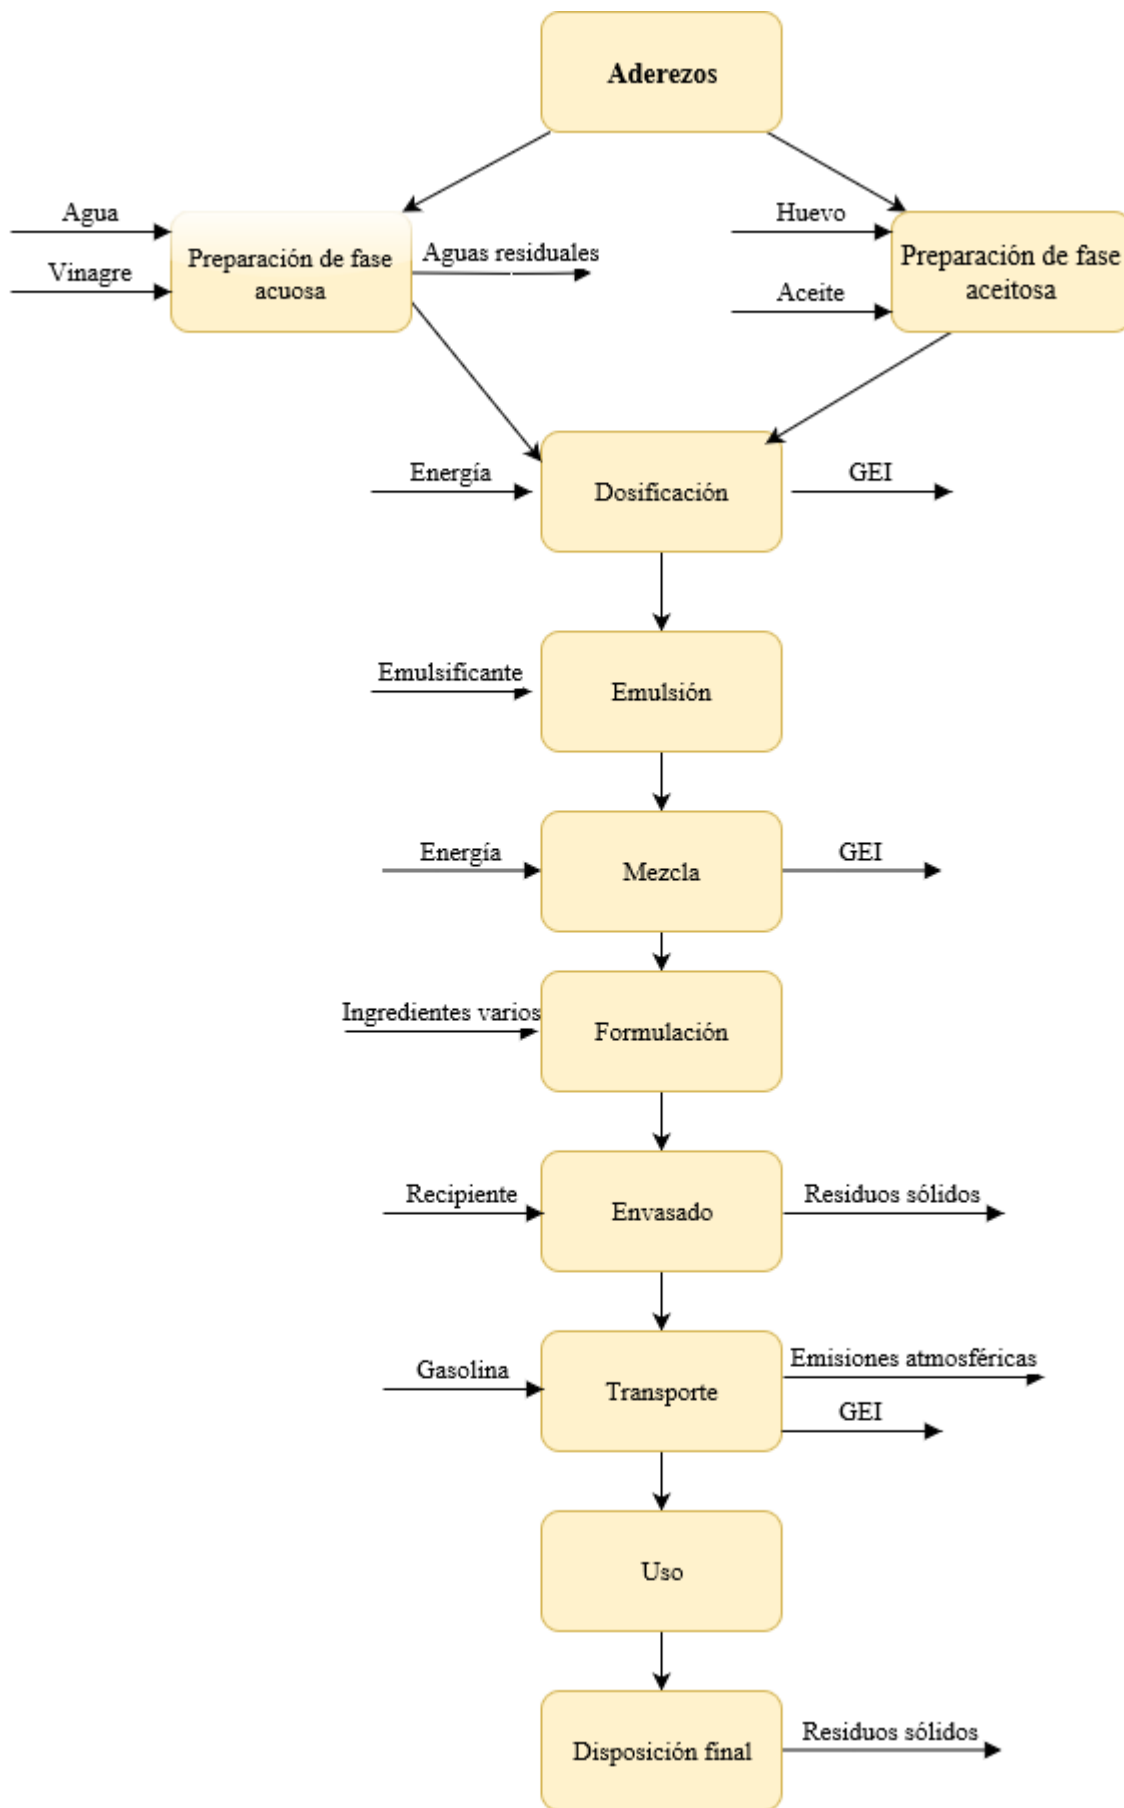 Aderezos
Agua
Vinagre
Preparación de fase
acuosa
Aguas residuales
Huevo
Aceite
Preparación de fase
aceitosa
Energía
Dosificación
GEI
Emulsificante
Emulsión
Energía
Mezcla
GEI
Ingredientes varios
Formulación
Recipiente
Envasado
Residuos sólidos
Gasolina
Transporte
Emisiones atmosféricas
GEI
Uso
Disposición final
Residuos sólidos